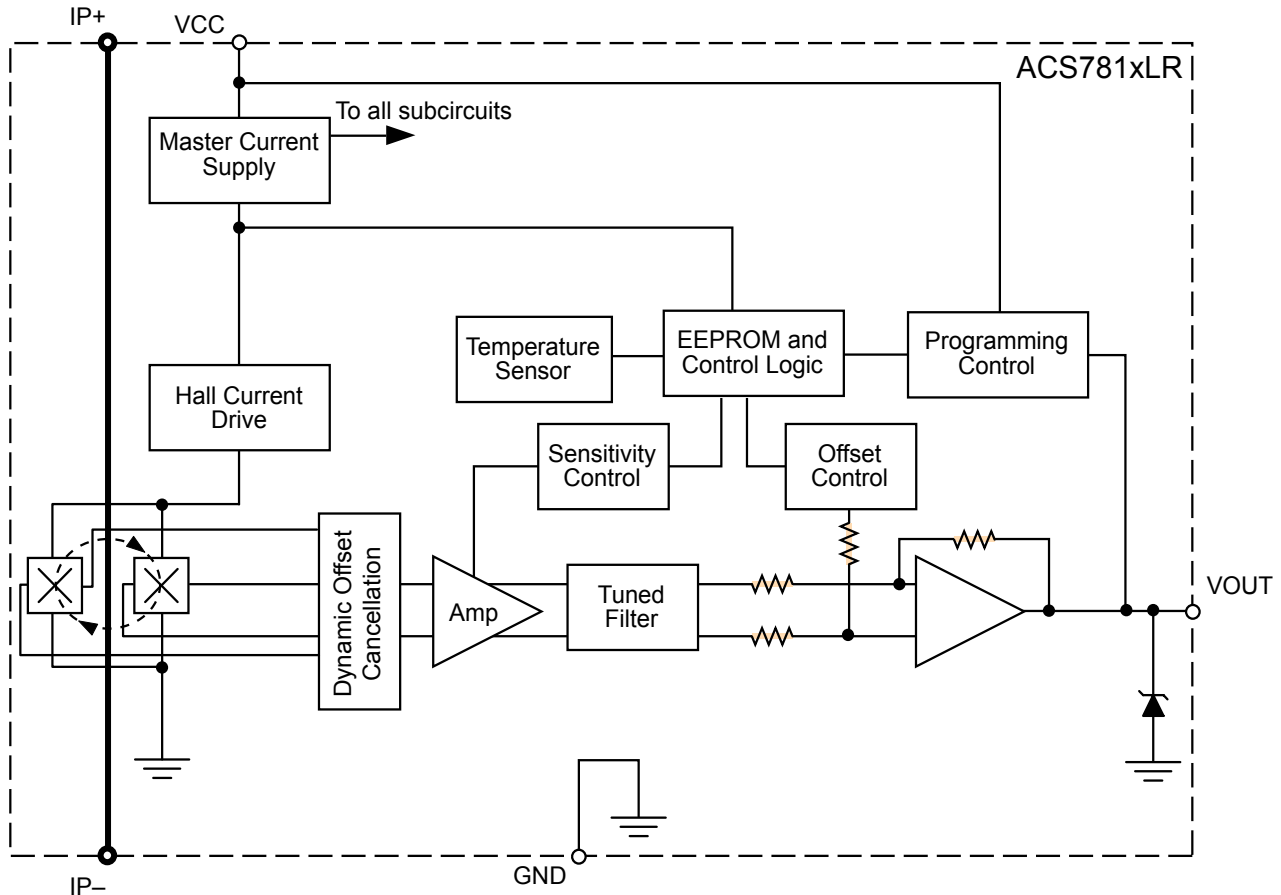 IP+
VCC
ACS781xLR
To all subcircuits
Master Current
Supply
Temperature
Sensor
EEPROM and
Control Logic
Programming
Control
Hall Current
Drive
Sensitivity
Control
Offset
Control
Dynamic Offset
Cancellation
Amp
Tuned
Filter
VOUT
GND
IP–